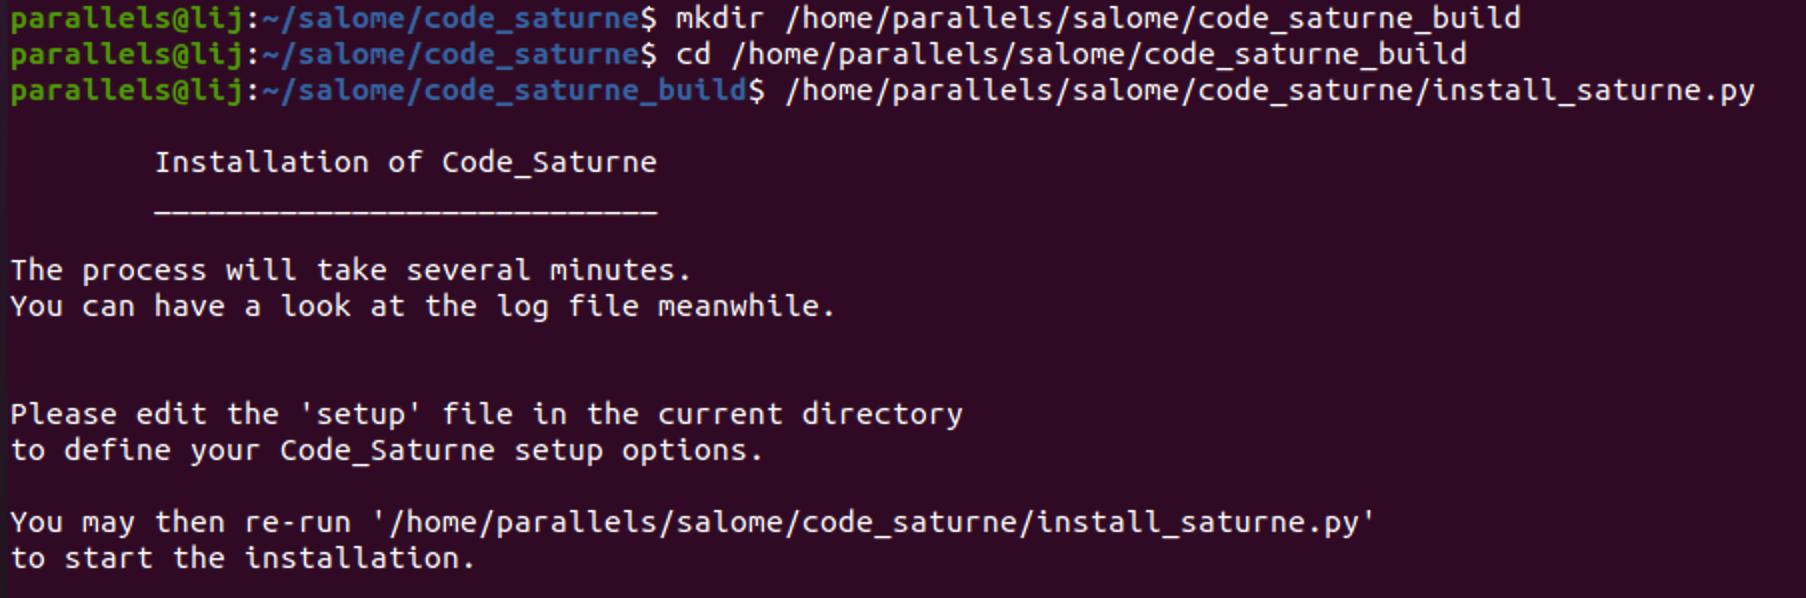 parallels@lij:~/salome/code_saturne$ mkdir /home/parallels/salome/code_saturne_build
parallels@lij:~/salome/code_saturne$ cd /home/parallels/salome/code_saturne_build
parallels@lij:~/salome/code_saturne_build$ /home/parallels/salome/code_saturne/install_saturne.py
Installation of Code_Saturne
____________________________
The process will take several minutes.
You can have a look at the log file meanwhile.
Please edit the 'setup' file in the current directory
to define your Code_Saturne setup options.
You may then re-run '/home/parallels/salome/code_saturne/install_saturne.py'
to start the installation.